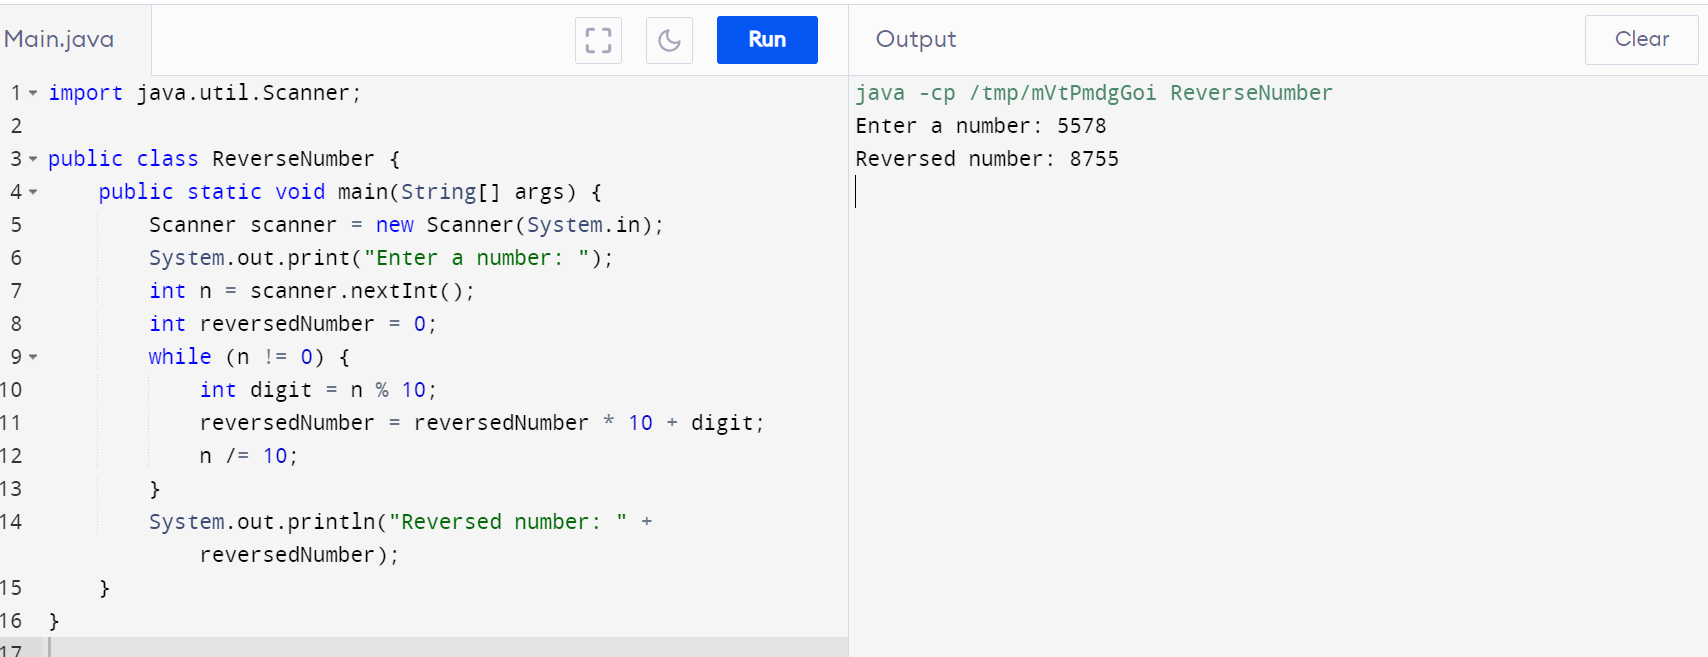 Main.java
Run
Output
Clear
1 import java.util.Scanner;
2
3 public class ReverseNumber {
4     public static void main(String[] args) {
5         Scanner scanner = new Scanner(System.in);
6         System.out.print("Enter a number: ");
7         int n = scanner.nextInt();
8         int reversedNumber = 0;
9         while (n != 0) {
10             int digit = n % 10;
11             reversedNumber = reversedNumber * 10 + digit;
12             n /= 10;
13         }
14         System.out.println("Reversed number: " +
            reversedNumber);
15     }
16 }
17
java -cp /tmp/mVtPmdgGoi ReverseNumber
Enter a number: 5578
Reversed number: 8755